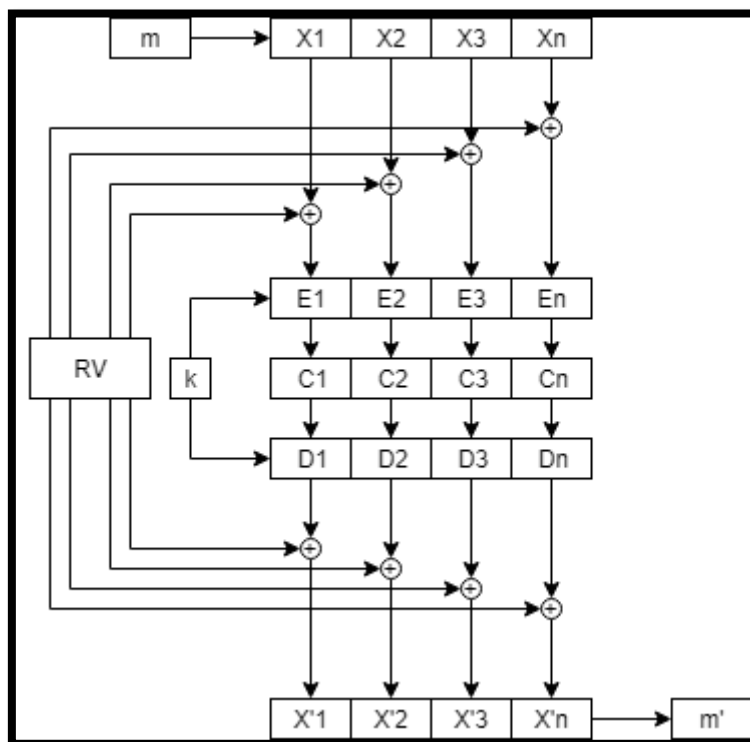 m X1 X2 X3 Xn
+
+
+
+
E1 E2 E3 En
RV k
C1 C2 C3 Cn
D1 D2 D3 Dn
+
+
+
+
X'1 X'2 X'3 X'n m'